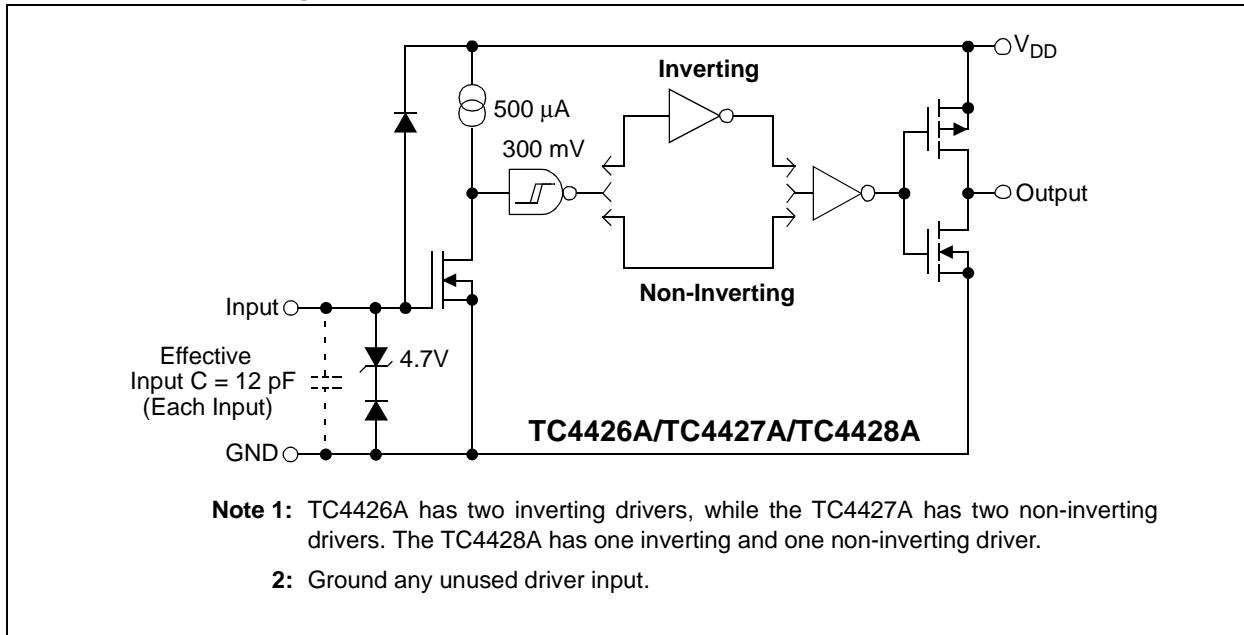 V_DD
Inverting
500 μA
300 mV
Output
Non-Inverting
Input
Effective
Input C = 12 pF
(Each Input)
4.7V
TC4426A/TC4427A/TC4428A
GND
Note 1: TC4426A has two inverting drivers, while the TC4427A has two non-inverting
drivers. The TC4428A has one inverting and one non-inverting driver.
2: Ground any unused driver input.